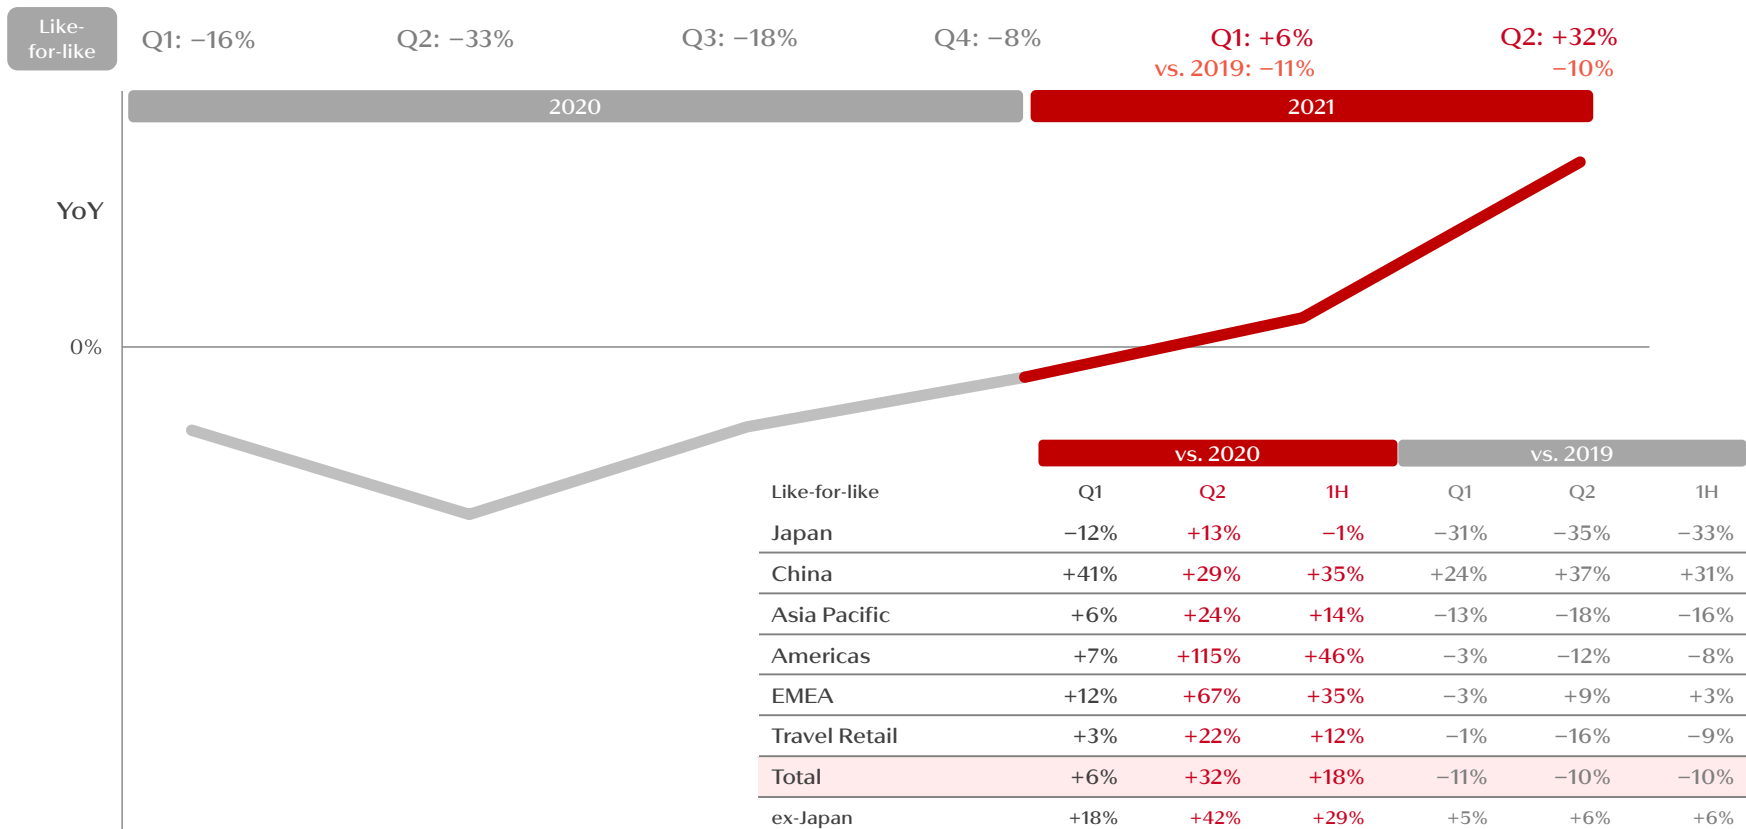 Like-
for-like
Q1: −16%
Q2: −33%
Q3: −18%
Q4: −8%
Q1: +6%
Q2: +32%
vs. 2019: −11%
−10%
2020
2021
YoY
0%
vs. 2020
vs. 2019
Like-for-like Q1 Q2 1H Q1 Q2 1H
Japan −12% +13% −1% −31% −35% −33%
China +41% +29% +35% +24% +37% +31%
Asia Pacific +6% +24% +14% −13% −18% −16%
Americas +7% +115% +46% −3% −12% −8%
EMEA +12% +67% +35% −3% +9% +3%
Travel Retail +3% +22% +12% −1% −16% −9%
Total +6% +32% +18% −11% −10% −10%
ex-Japan +18% +42% +29% +5% +6% +6%